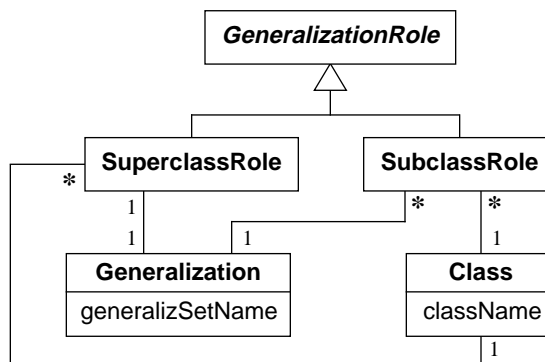 GeneralizationRole
SuperclassRole
SubclassRole
*
1
* *
1 1 1
Generalization
Class
generalizSetName
className
1